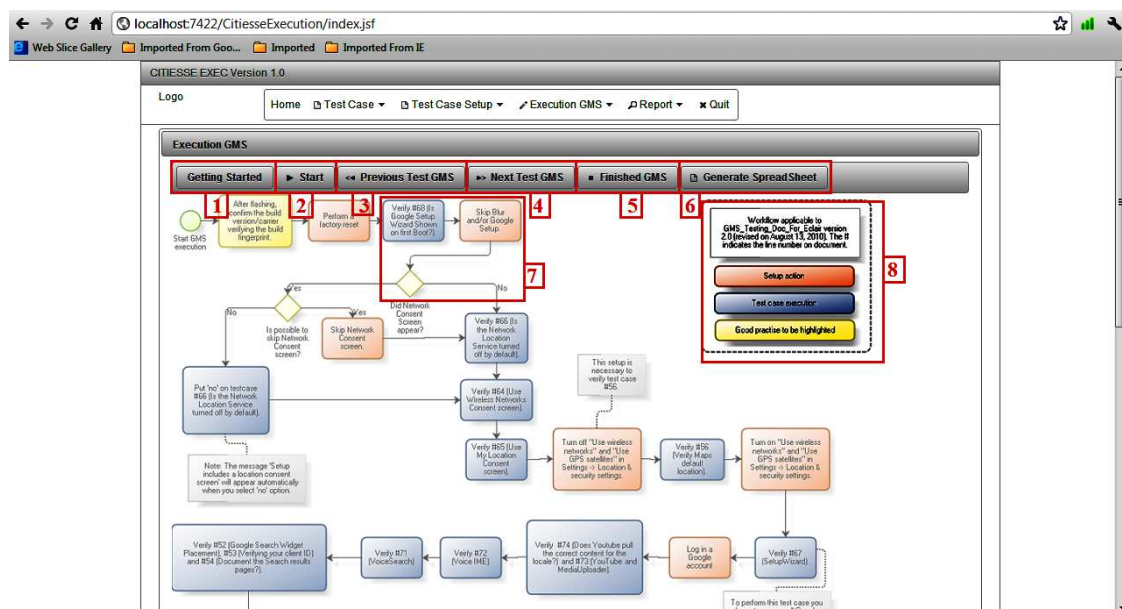 localhost:7422/CitiesseExecution/index.jsf
Web Slice Gallery Imported From Goo... Imported Imported From IE
CITIESSE EXEC Version 1.0
Logo
Home Test Case Test Case Setup Execution GMS Report Quit
Execution GMS
Getting Started Start Previous Test GMS Next Test GMS Finished GMS Generate SpreadSheet
1 2 3 4 5 6
Start GMS
execution
After flashing,
confirm the build
version/carrier
verifying the build
fingerprint.
Perform a
factory reset
Verify #68 (Is
Google Setup
Wizard Shown
on first Boot?).
Skip Blur
and/or Google
Setup.
7
Workflow applicable to
GMS_Testing_Doc_For_Eclair version
2.0 (revised on August 13, 2010). The #
indicates the line number on document.
Setup action
Test case execution
Good practise to be highlighted
8
Yes
No
Did Network
Consent
Screen
appear?
No
Yes
Is possible to
skip Network
Consent
screen?
Skip Network
Consent
screen.
Verify #66 (Is
the Network
Location
Service turned
off by default).
Put 'no' on testcase
#66 (Is the Network
Location Service
turned off by default).
Verify #64 (Use
Wireless Networks
Consent screen).
This setup is
necessary to
verify test case
#56.
Note: The message 'Setup
includes a location consent
screen' will appear automatically
when you select 'no' option.
Verify #65 (Use
My Location
Consent
screen).
Turn off "Use wireless
networks" and "Use
GPS satellites" in
Settings -> Location &
security settings.
Verify #56
(Verify Maps
default
location).
Turn on "Use wireless
networks" and "Use
GPS satellites" in
Settings -> Location &
security settings.
Verify #52 (Google Search Widget
Placement), #53 (Verifying your client ID)
and #54 (Document the Search results
pages?).
Verify #71
(VoiceSearch)
Verify #72
(Voice IME).
Verify #74 (Does Youtube pull
the correct content for the
locale?) and #73 (YouTube and
MediaUploader).
Log in a
Google
account
Verify #67
(SetupWizard).
To perform this test case you